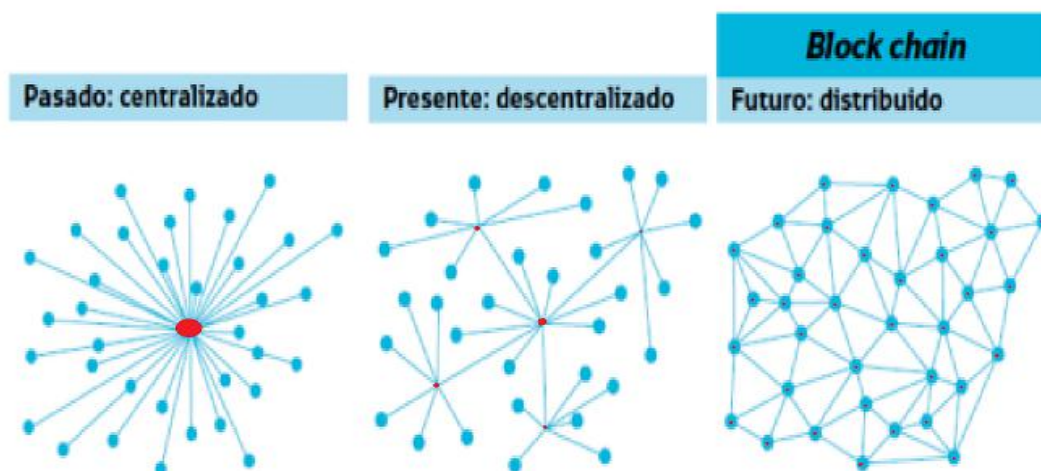 Block chain
Pasado: centralizado
Presente: descentralizado
Futuro: distribuido